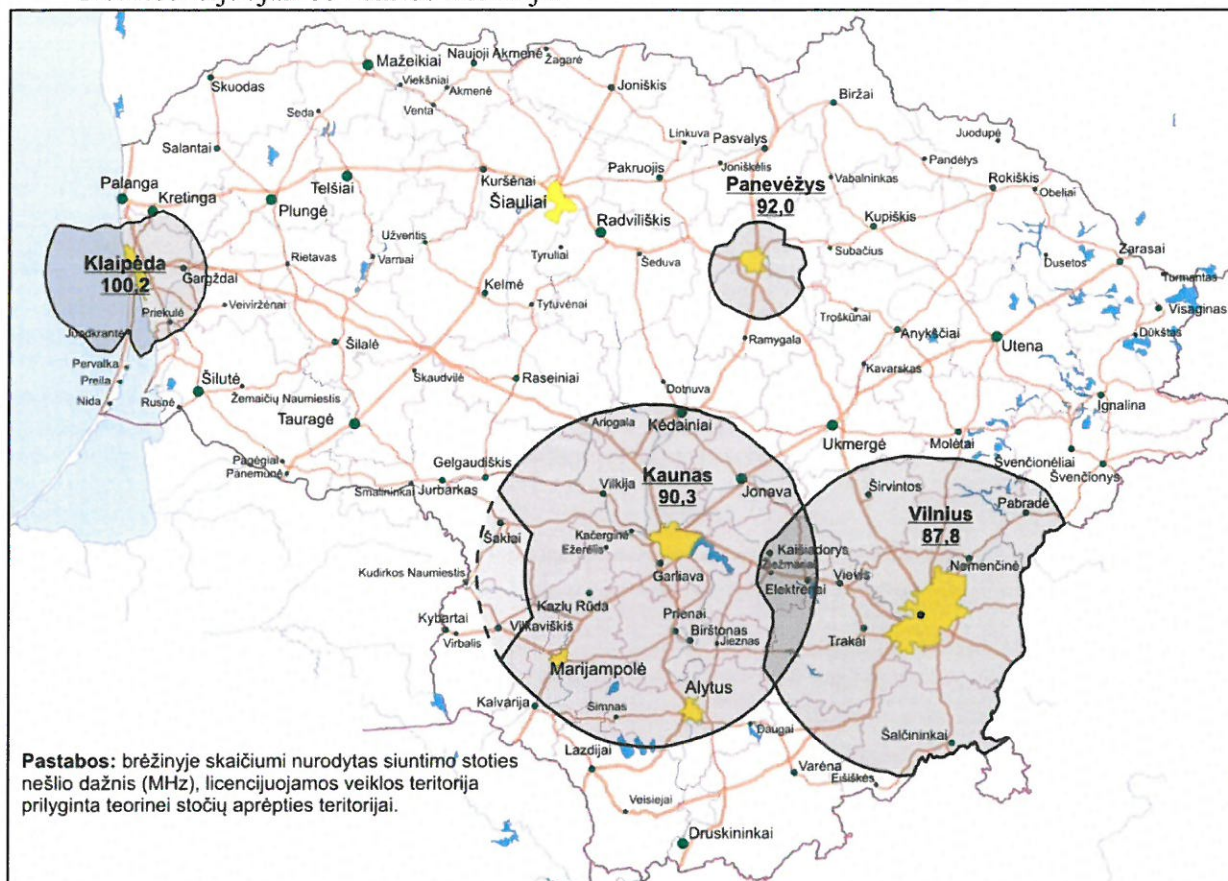 Mažeikiai
Naujoji Akmenė
Žagarė
Skuodas
Viekšniai
Akmenė
Joniškis
Seda
Venta
Biržai
Salantai
Linkuva
Pasvalys
Juodupė
Palanga
Telšiai
Kuršėnai
Pakruojis
Joniškėlis
Pandėlys
Kretinga
Plungė
Šiauliai
Panevėžys
92,0
Vabalninkas
Rokiškis
Obeliai
Radviliškis
Kupiškis
Užventis
Tyruliai
Šeduva
Subačius
Klaipėda
100,2
Gargždai
Rietavas
Varniai
Dusetos
Zarasai
Turmantas
Veiviržėnai
Kelmė
Tytuvėnai
Visaginas
Priekulė
Troškūnai
Anykščiai
Dūkštas
Juodkrantė
Šilalė
Ramygala
Utena
Pervalka
Preila
Skaudvilė
Raseiniai
Kavarskas
Nida
Šilutė
Rusnė
Žemaičių Naumiestis
Dotnuva
Ignalina
Tauragė
Ariogala
Kėdainiai
Ukmergė
Molėtai
Pagėgiai
Panemunė
Gelgaudiškis
Kaunas
90,3
Švenčionėliai
Švenčionys
Smalininkai
Jurbarkas
Vilkija
Jonava
Širvintos
Pabradė
Vilnius
87,8
Šakiai
Kačerginė
Ežerėlis
Kaišiadorys
Žiežmariai
Nemenčinė
Kudirkos Naumiestis
Garliava
Elektrėnai
Vievis
Kazlų Rūda
Kybartai
Virbalis
Vilkaviškis
Prienai
Birštonas
Jieznas
Trakai
Marijampolė
Alytus
Kalvarija
Simnas
Daugai
Šalčininkai
Lazdijai
Varėna
Eišiškės
Pastabos: brėžinyje skaičiumi nurodytas siuntimo stoties
nešlio dažnis (MHz), licencijuojamos veiklos teritorija
prilyginta teorinei stočių aprėpties teritorijai.
Veisiejai
Druskininkai